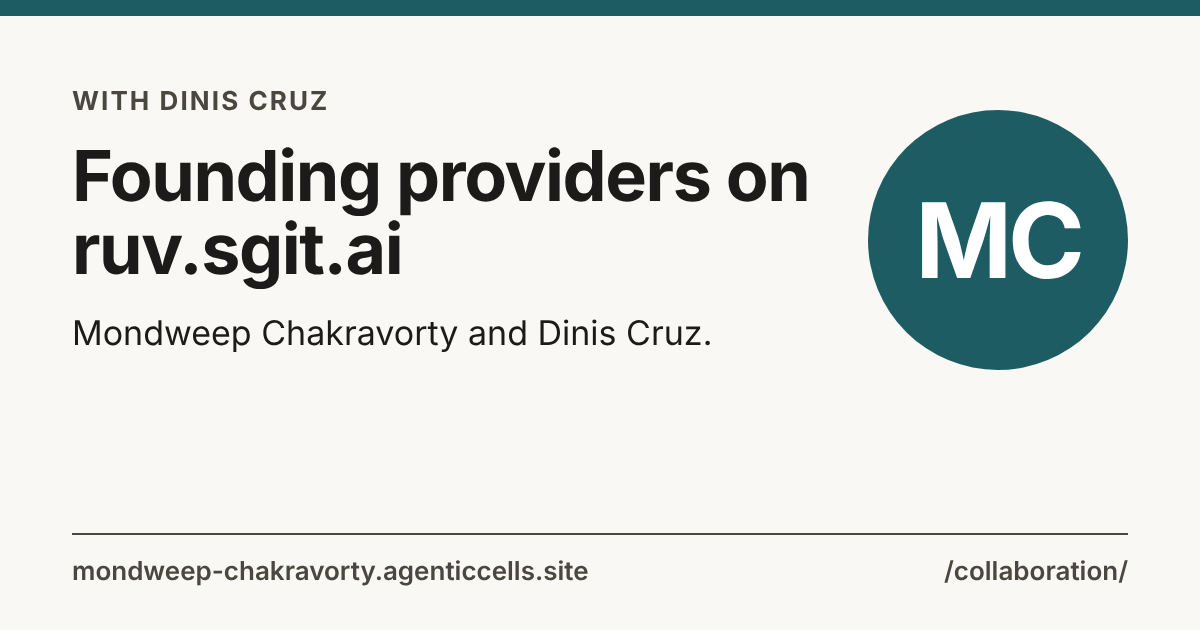 WITH DINIS CRUZ
Founding providers on
ruv.sgit.ai
Mondweep Chakravorty and Dinis Cruz.
MC
mondweep-chakravorty.agenticcells.site
/collaboration/